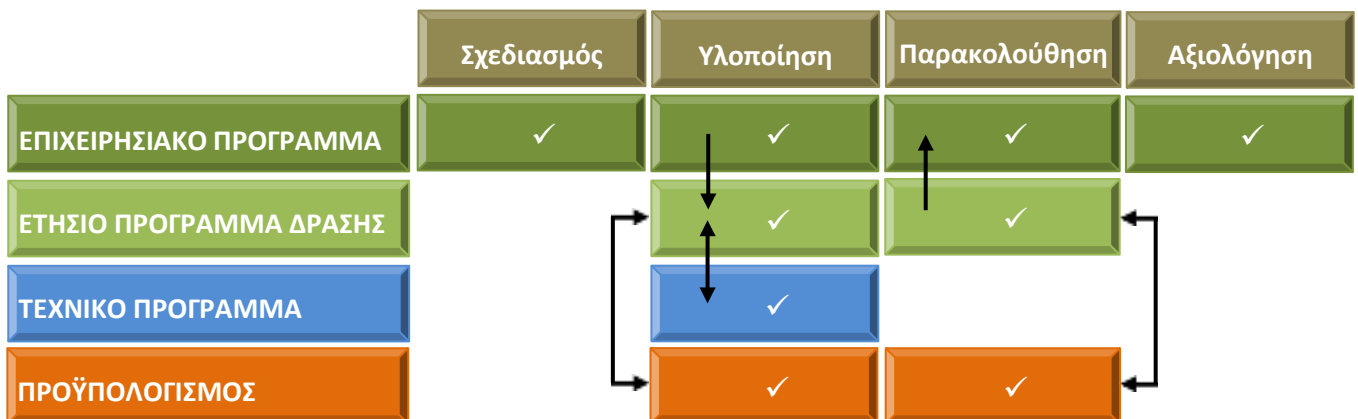 Σχεδιασμός Υλοποίηση Παρακολούθηση Αξιολόγηση
ΕΠΙΧΕΙΡΗΣΙΑΚΟ ΠΡΟΓΡΑΜΜΑ ✓ ✓ ✓ ✓
ΕΤΗΣΙΟ ΠΡΟΓΡΑΜΜΑ ΔΡΑΣΗΣ ✓ ✓
ΤΕΧΝΙΚΟ ΠΡΟΓΡΑΜΜΑ ✓
ΠΡΟΫΠΟΛΟΓΙΣΜΟΣ ✓ ✓